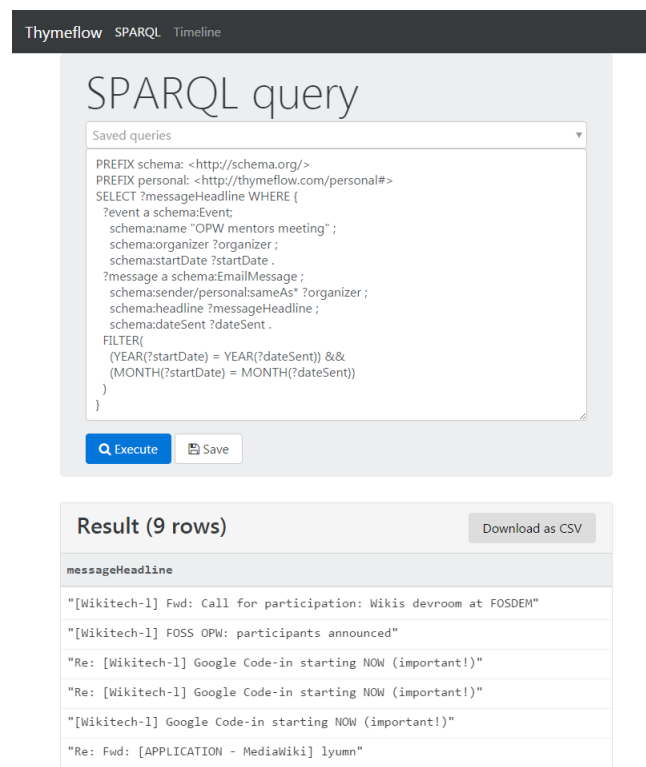 Thymeflow SPARQL Timeline
SPARQL query
Saved queries
PREFIX schema: <http://schema.org/>
PREFIX personal: <http://thymeflow.com/personal#>
SELECT ?messageHeadline WHERE {
?event a schema:Event;
schema:name "OPW mentors meeting" ;
schema:organizer ?organizer ;
schema:startDate ?startDate .
?message a schema:EmailMessage ;
schema:sender/personal:sameAs* ?organizer ;
schema:headline ?messageHeadline ;
schema:dateSent ?dateSent .
FILTER(
(YEAR(?startDate) = YEAR(?dateSent)) &&
(MONTH(?startDate) = MONTH(?dateSent))
)
}
Execute Save
Result (9 rows) Download as CSV
messageHeadline
"[Wikitech-l] Fwd: Call for participation: Wikis devroom at FOSDEM"
"[Wikitech-l] FOSS OPW: participants announced"
"Re: [Wikitech-l] Google Code-in starting NOW (important!)"
"Re: [Wikitech-l] Google Code-in starting NOW (important!)"
"[Wikitech-l] Google Code-in starting NOW (important!)"
"Re: Fwd: [APPLICATION - MediaWiki] lyumn"